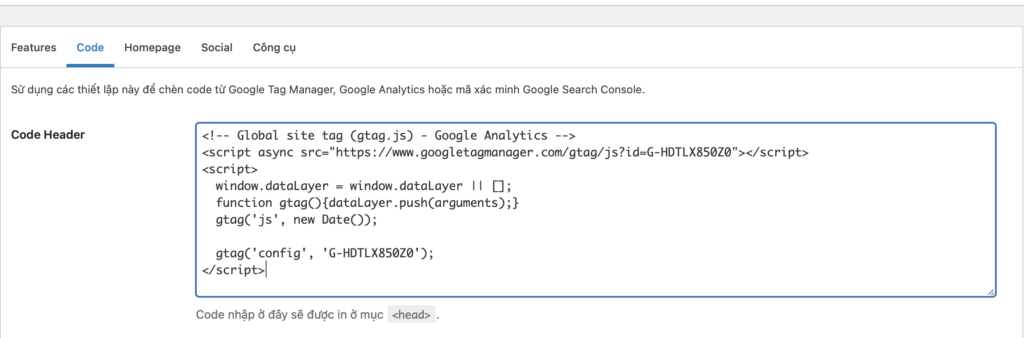 Features Code Homepage Social Công cụ
Sử dụng các thiết lập này để chèn code từ Google Tag Manager, Google Analytics hoặc mã xác minh Google Search Console.
Code Header
<!-- Global site tag (gtag.js) - Google Analytics -->
<script async src="https://www.googletagmanager.com/gtag/js?id=G-HDTLX850Z0"></script>
<script>
  window.dataLayer = window.dataLayer || [];
  function gtag(){dataLayer.push(arguments);}
  gtag('js', new Date());

  gtag('config', 'G-HDTLX850Z0');
</script>
Code nhập ở đây sẽ được in ở mục <head> .